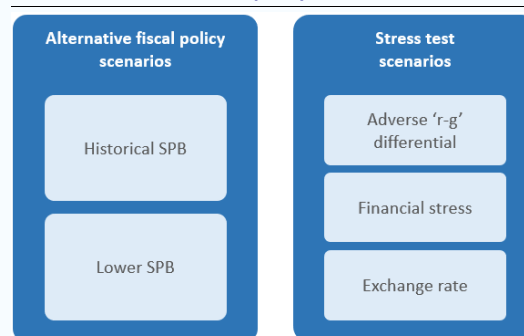 Alternative fiscal policy
scenarios
Historical SPB
Lower SPB
Stress test
scenarios
Adverse ‘r-g’
differential
Financial stress
Exchange rate